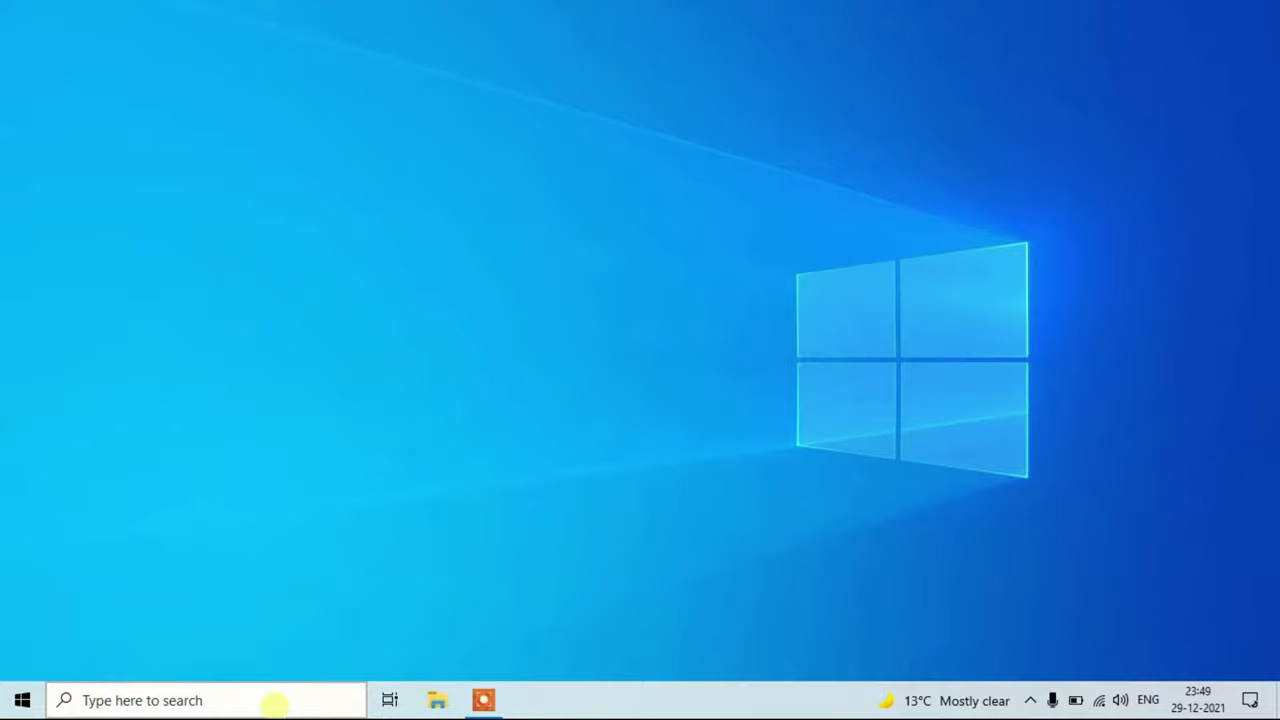 Type here to search
13°C Mostly clear
ENG
23:49
29-12-2021